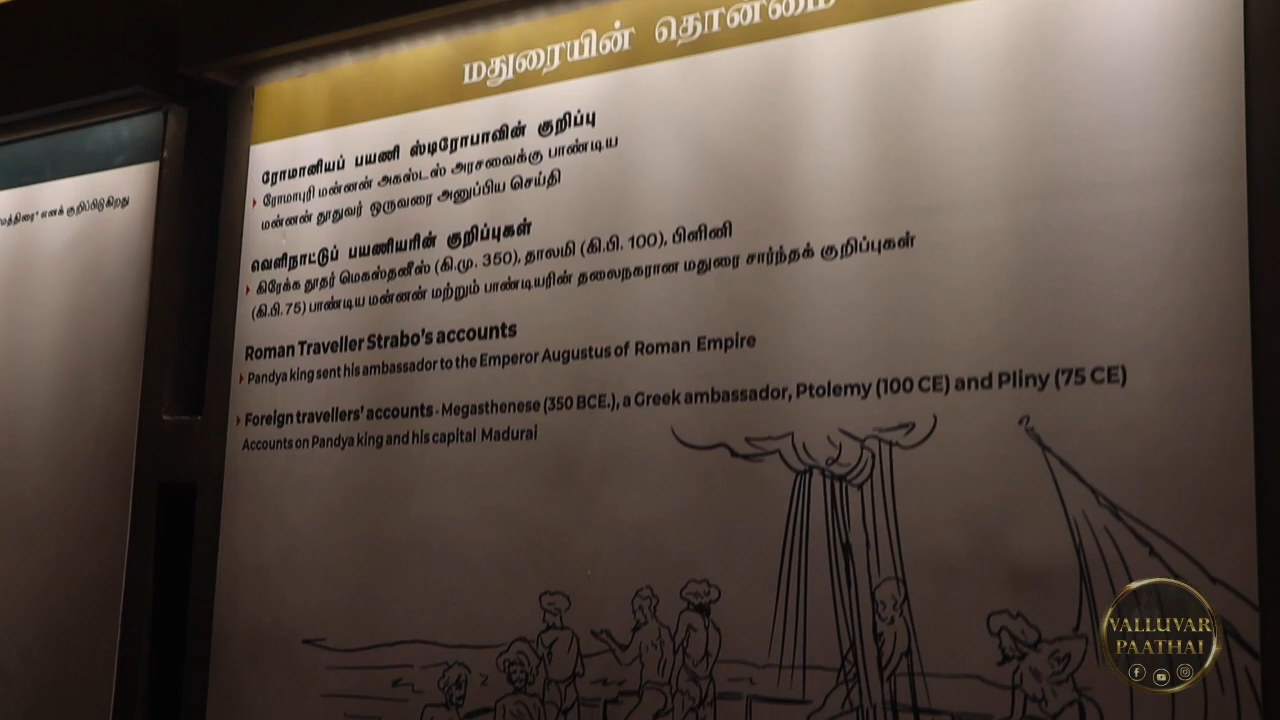 மதுரையின் தொன்மை
ரோமானியப் பயணி ஸ்டிரோபாவின் குறிப்பு
ரோமாபுரி மன்னன் அகஸ்டஸ் அரசவைக்கு பாண்டிய
மன்னன் தூதுவர் ஒருவரை அனுப்பிய செய்தி
வெளிநாட்டுப் பயணியரின் குறிப்புகள்
கிரேக்க தூதர் மெகஸ்தனீஸ் (கி.மு. 350), தாலமி (கி.பி. 100), பிளினி
(கி.பி. 75) பாண்டிய மன்னன் மற்றும் பாண்டியரின் தலைநகரான மதுரை சார்ந்தக் குறிப்புகள்
Roman Traveller Strabo's accounts
Pandya king sent his ambassador to the Emperor Augustus of Roman Empire
Foreign travellers' accounts - Megasthenese (350 BCE.), a Greek ambassador, Ptolemy (100 CE) and Pliny (75 CE)
Accounts on Pandya king and his capital Madurai
எனக் குறிப்பிடுகிறது
VALLUVAR
PAATHAI